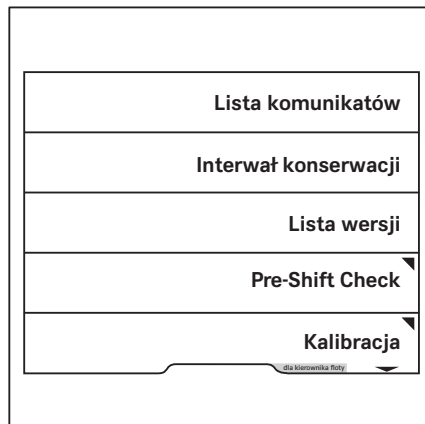 Lista komunikatów
Interwał konserwacji
Lista wersji
Pre-Shift Check
Kalibracja
dla kierownika floty